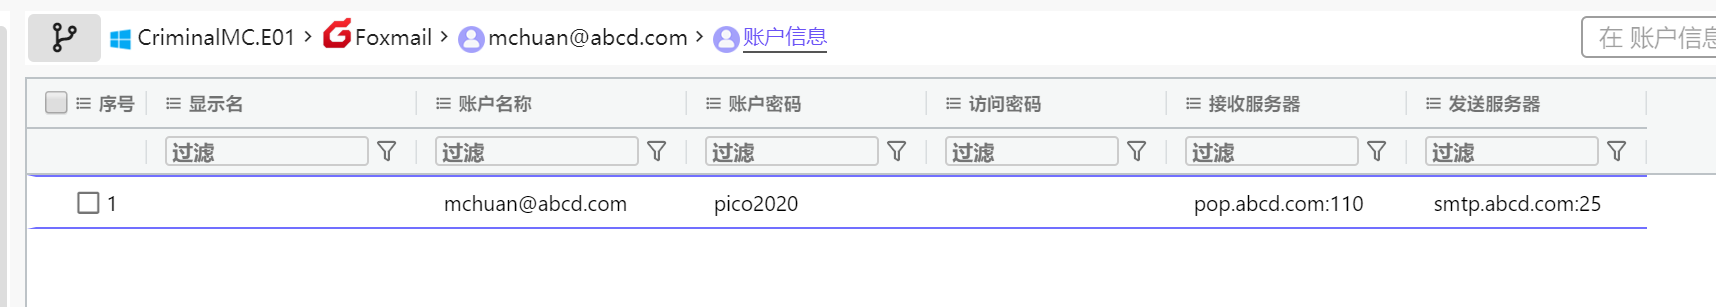 CriminalMC.E01 > Foxmail > mchuan@abcd.com > 账户信息 在 账户信息
序号 显示名 账户名称 账户密码 访问密码 接收服务器 发送服务器
过滤 过滤 过滤 过滤 过滤 过滤
1 mchuan@abcd.com pico2020 pop.abcd.com:110 smtp.abcd.com:25